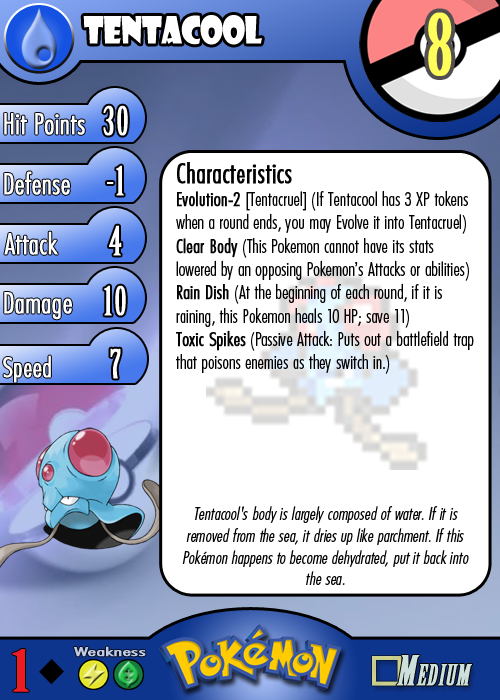 TENTACOOL
8
Hit Points 30
Defense -1
Attack 4
Damage 10
Speed 7
Characteristics
Evolution-2 [Tentacruel] (If Tentacool has 3 XP tokens
when a round ends, you may Evolve it into Tentacruel)
Clear Body (This Pokemon cannot have its stats
lowered by an opposing Pokemon's Attacks or abilities)
Rain Dish (At the beginning of each round, if it is
raining, this Pokemon heals 10 HP; save 11)
Toxic Spikes (Passive Attack: Puts out a battlefield trap
that poisons enemies as they switch in.)
Tentacool's body is largely composed of water. If it is
removed from the sea, it dries up like parchment. If this
Pokémon happens to become dehydrated, put it back into
the sea.
1
Weakness
POKéMON
MEDIUM